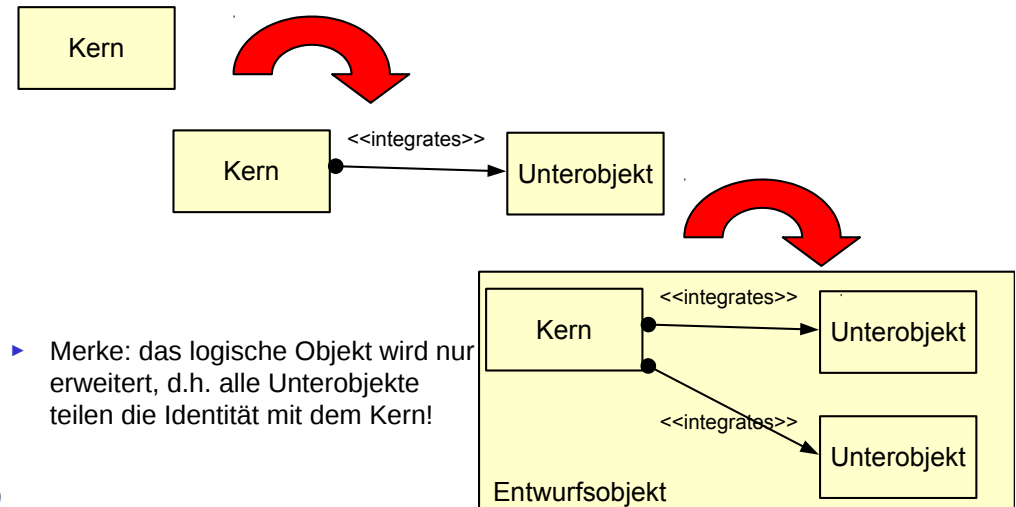 Kern
<<integrates>>
Kern
Unterobjekt
<<integrates>>
Kern
Unterobjekt
► Merke: das logische Objekt wird nur
erweitert, d.h. alle Unterobjekte
teilen die Identität mit dem Kern!
<<integrates>>
Unterobjekt
Entwurfsobjekt